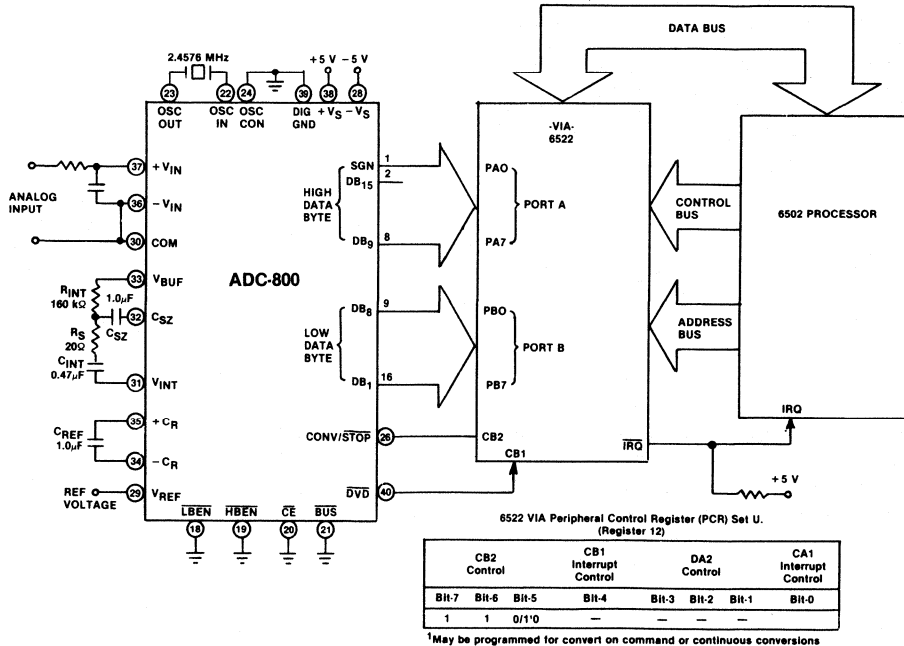 2.4576 MHz
+5 V -5 V
23 22 24 39 38 28
OSC OUT
OSC IN
OSC CON
DIG GND
+VS
-VS
DATA BUS
-VIA-
6522
6502 PROCESSOR
ANALOG INPUT
37 +VIN
36 -VIN
30 COM
33 VBUF
RINT
160 kΩ
1.0µF
32 CSZ
CSZ
RS
20Ω
CINT
0.47µF
31 VINT
35 +CR
CREF
1.0µF
34 -CR
REF VOLTAGE
29 VREF
ADC-800
SGN 1
DB15 2
HIGH DATA BYTE
DB9 8
DB8 9
LOW DATA BYTE
DB1 16
CONV/STOP 26
DVD 40
LBEN HBEN CE BUS
18 19 20 21
PA0
PORT A
PA7
PB0
PORT B
PB7
CB2
CB1
IRQ
CONTROL BUS
ADDRESS BUS
IRQ
+5 V
6522 VIA Peripheral Control Register (PCR) Set U.
(Register 12)
CB2 Control
CB1 Interrupt Control
DA2 Control
CA1 Interrupt Control
Bit-7 Bit-6 Bit-5 Bit-4 Bit-3 Bit-2 Bit-1 Bit-0
1 1 0/1'0 — — — — —
1May be programmed for convert on command or continuous conversions